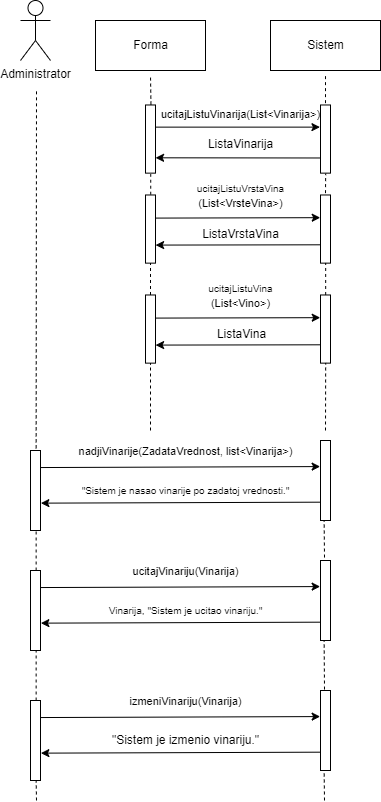 Administrator
Forma
Sistem
ucitajListuVinarija(List<Vinarija>)
ListaVinarija
ucitajListuVrstaVina
(List<VrsteVina>)
ListaVrstaVina
ucitajListuVina
(List<Vino>)
ListaVina
nadjiVinarije(ZadataVrednost, list<Vinarija>)
"Sistem je nasao vinarije po zadatoj vrednosti."
ucitajVinariju(Vinarija)
Vinarija, "Sistem je ucitao vinariju."
izmeniVinariju(Vinarija)
"Sistem je izmenio vinariju."